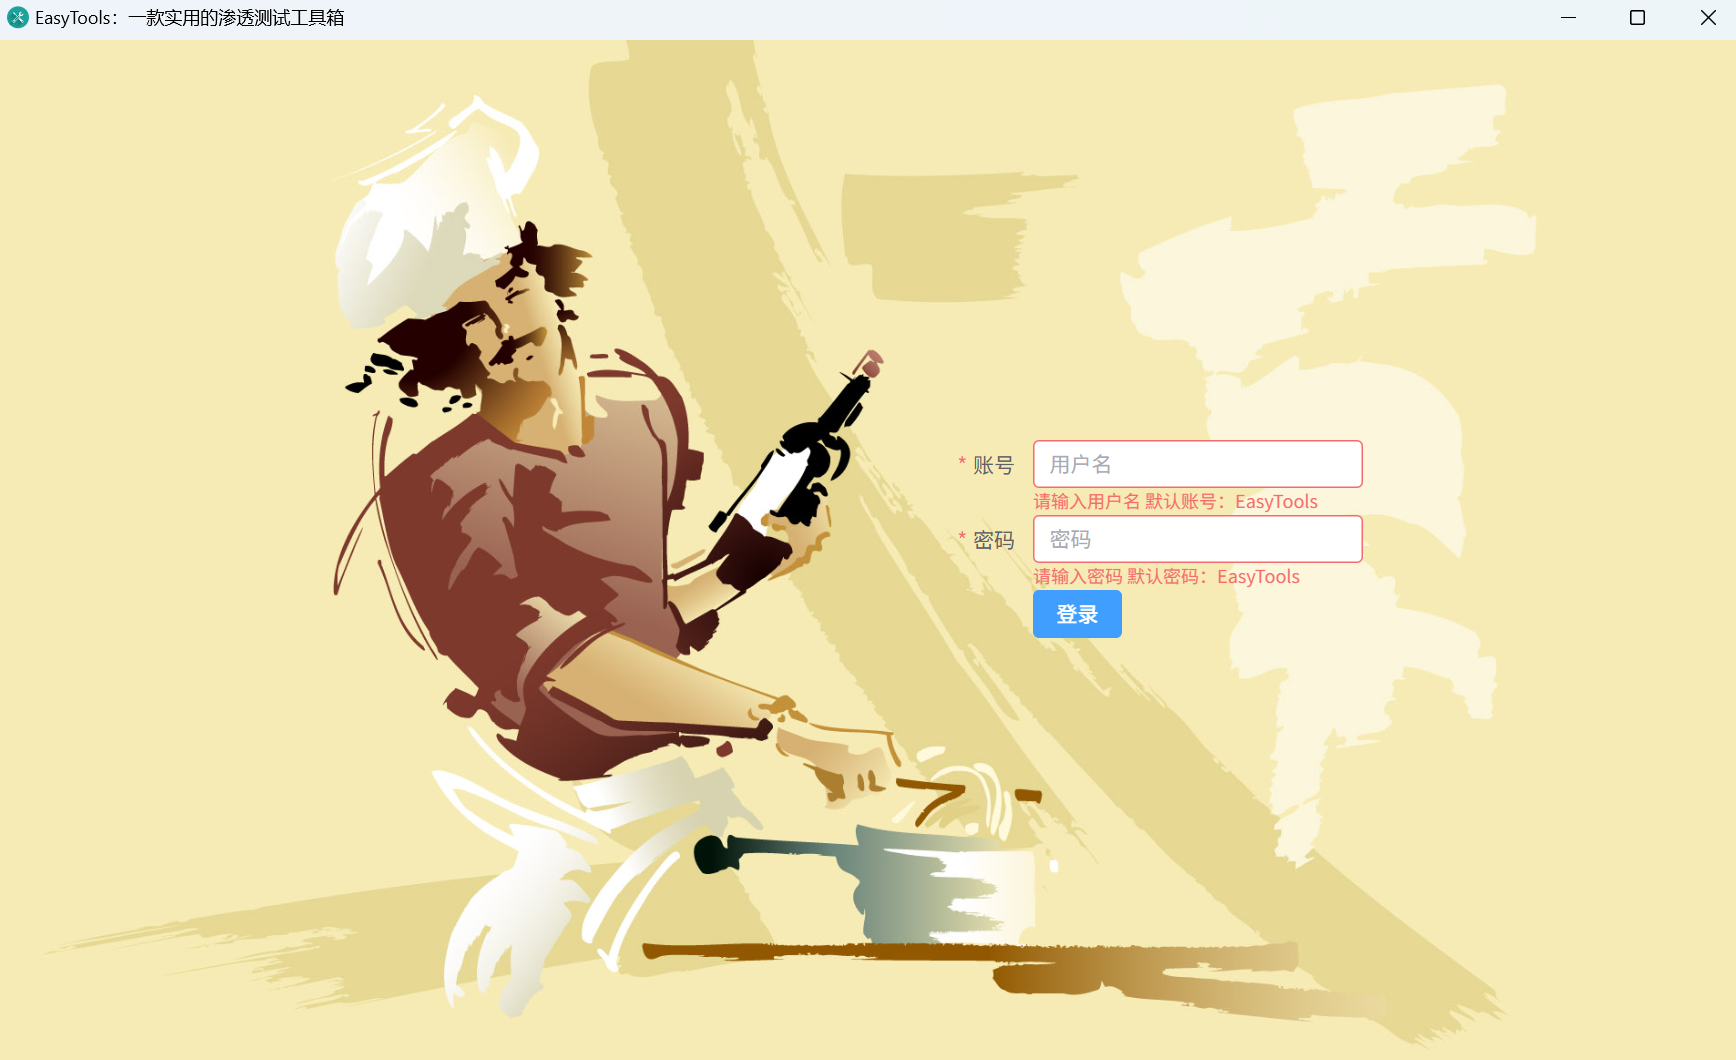 EasyTools：一款实用的渗透测试工具箱
* 账号 用户名
请输入用户名 默认账号：EasyTools
* 密码 密码
请输入密码 默认密码：EasyTools
登录